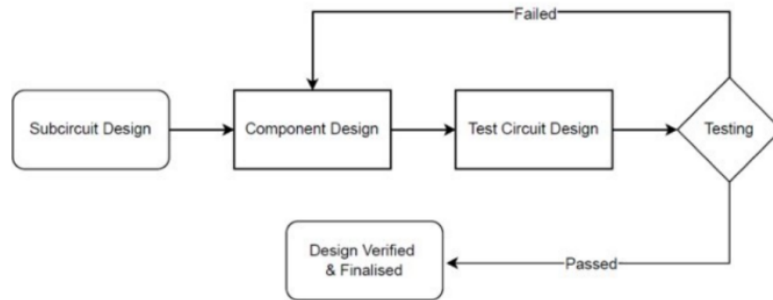 Failed
Subcircuit Design
Component Design
Test Circuit Design
Testing
Design Verified
& Finalised
Passed